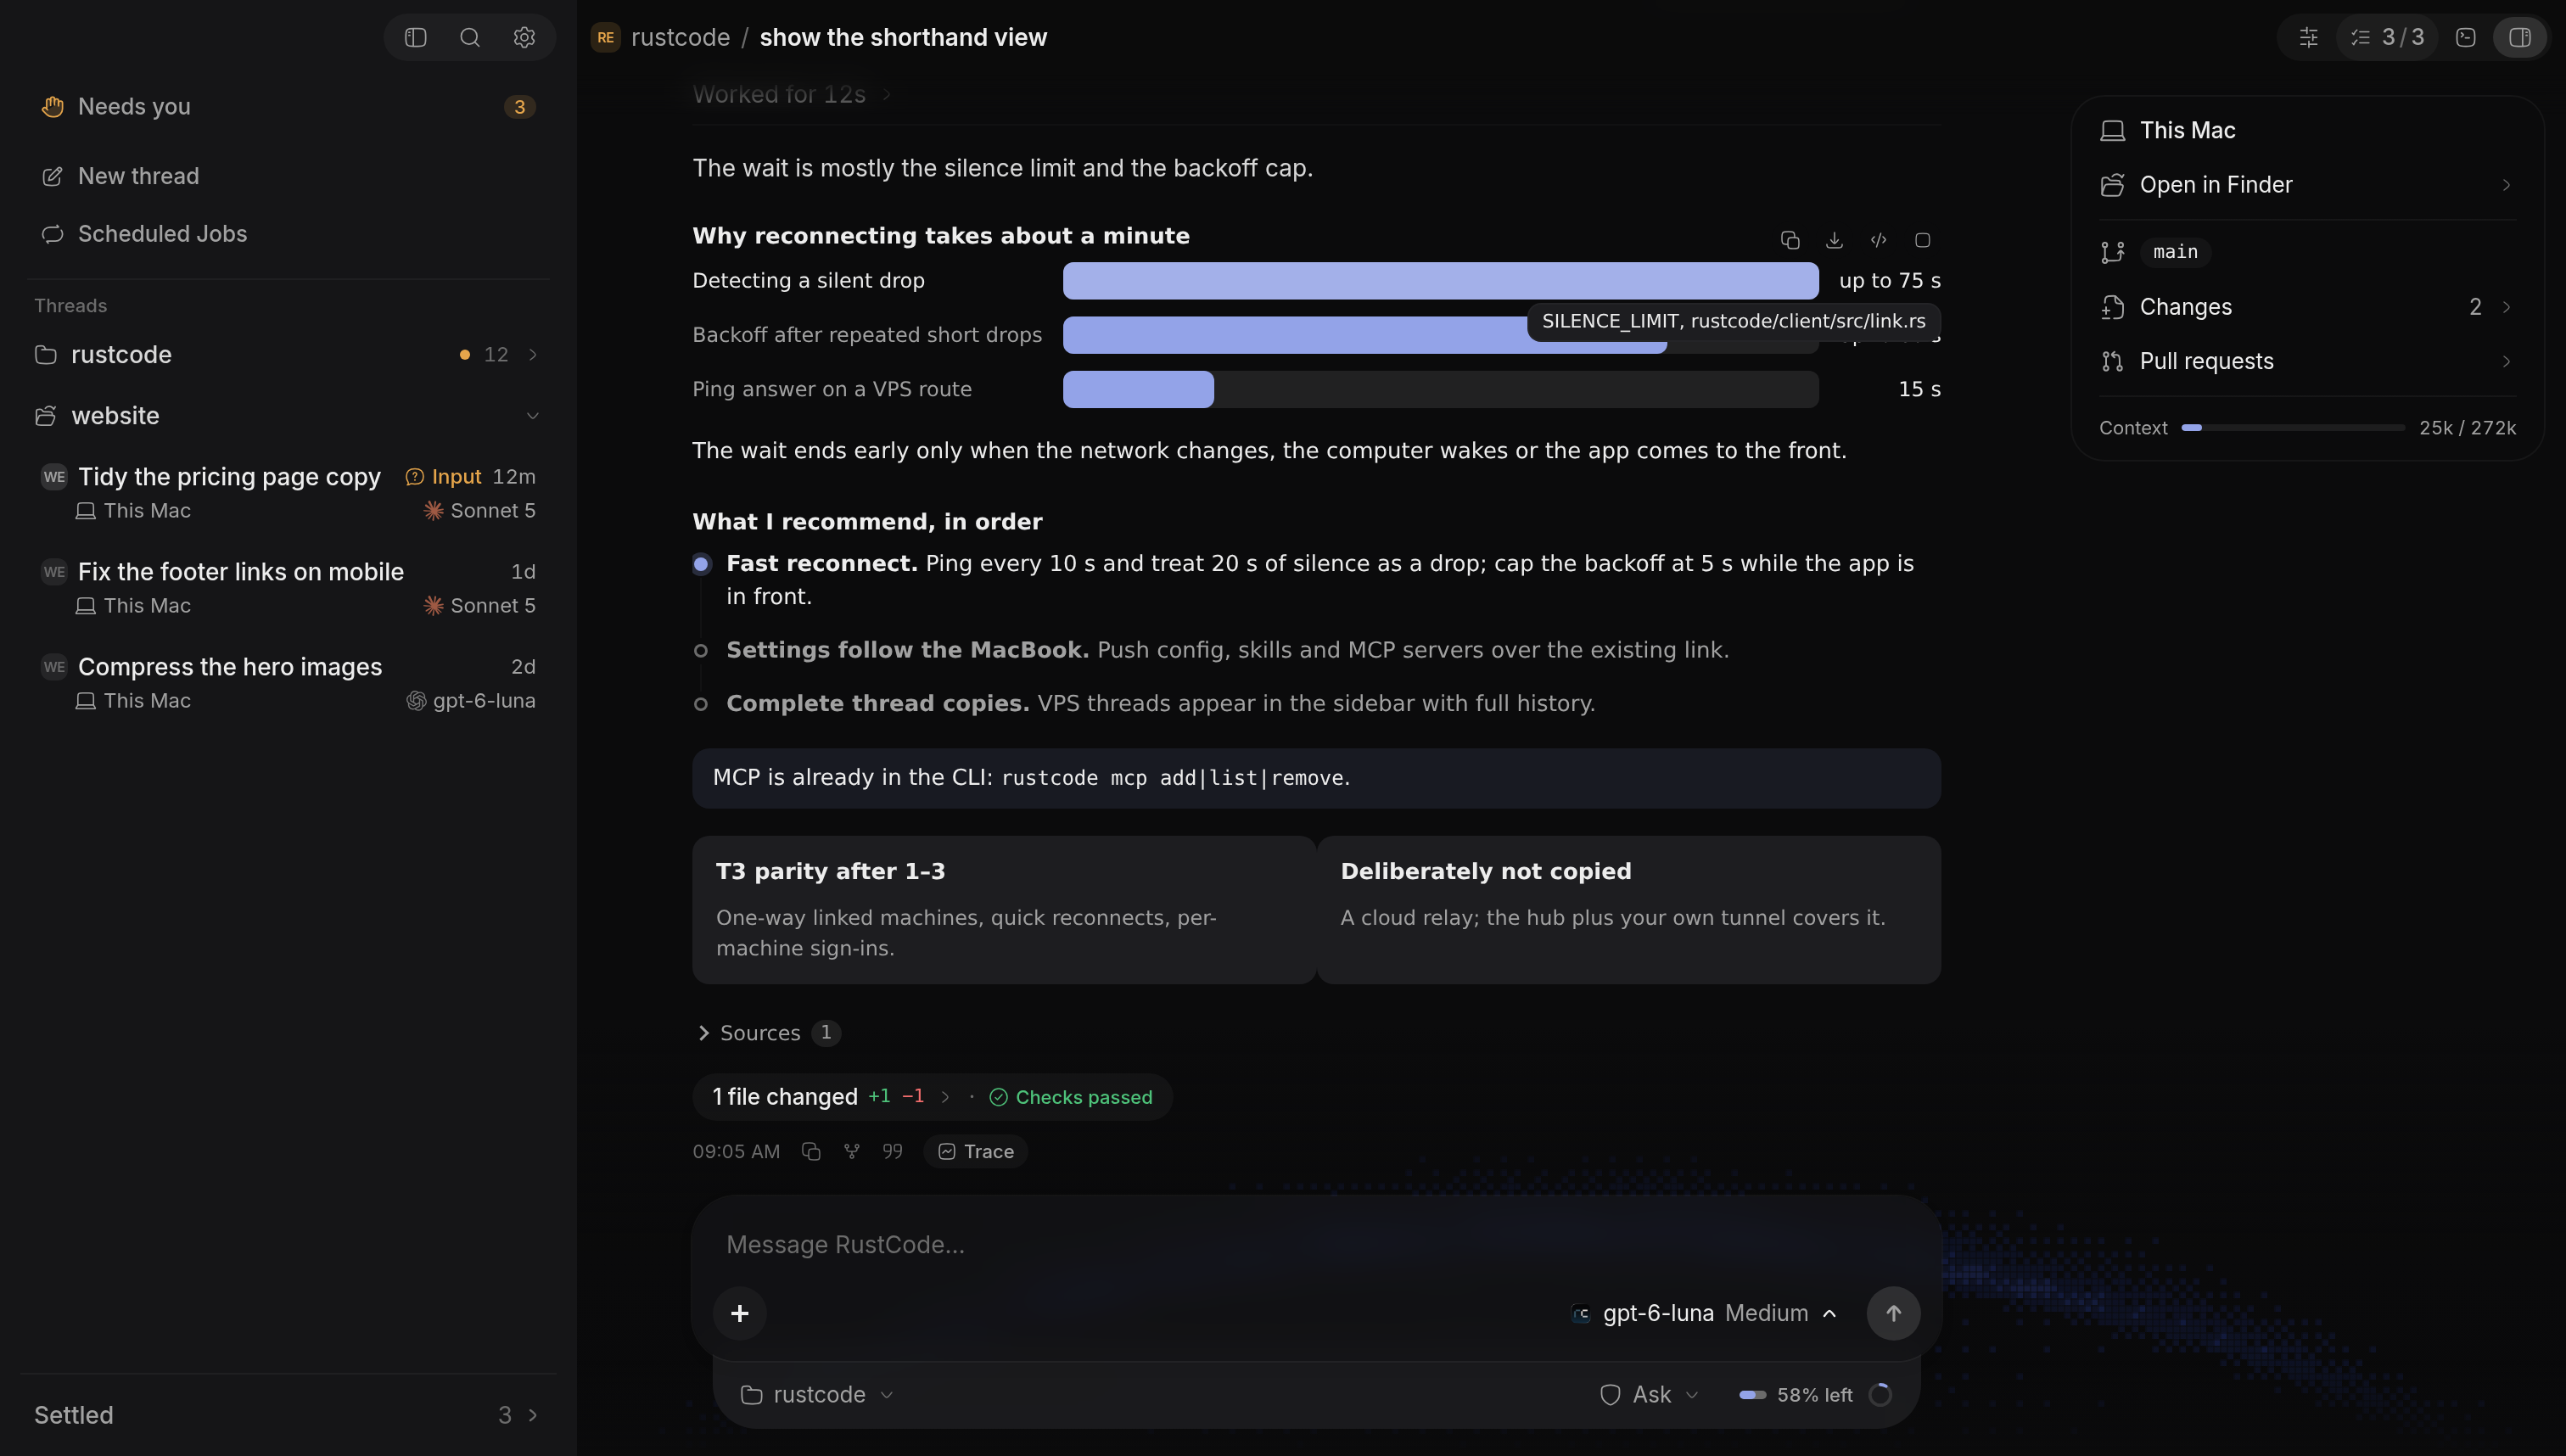 RE rustcode / show the shorthand view
3/3
Needs you 3
New thread
Scheduled Jobs
Threads
rustcode 12
website
WE Tidy the pricing page copy Input 12m
This Mac Sonnet 5
WE Fix the footer links on mobile 1d
This Mac Sonnet 5
WE Compress the hero images 2d
This Mac gpt-6-luna
Settled 3
Worked for 12s
The wait is mostly the silence limit and the backoff cap.
Why reconnecting takes about a minute
Detecting a silent drop up to 75 s
SILENCE_LIMIT, rustcode/client/src/link.rs
Backoff after repeated short drops
Ping answer on a VPS route 15 s
The wait ends early only when the network changes, the computer wakes or the app comes to the front.
What I recommend, in order
Fast reconnect. Ping every 10 s and treat 20 s of silence as a drop; cap the backoff at 5 s while the app is
in front.
Settings follow the MacBook. Push config, skills and MCP servers over the existing link.
Complete thread copies. VPS threads appear in the sidebar with full history.
MCP is already in the CLI: rustcode mcp add|list|remove.
T3 parity after 1–3
One-way linked machines, quick reconnects, per-
machine sign-ins.
Deliberately not copied
A cloud relay; the hub plus your own tunnel covers it.
Sources 1
1 file changed +1 −1 · Checks passed
09:05 AM Trace
Message RustCode...
gpt-6-luna Medium
rustcode Ask 58% left
This Mac
Open in Finder
main
Changes 2
Pull requests
Context 25k / 272k